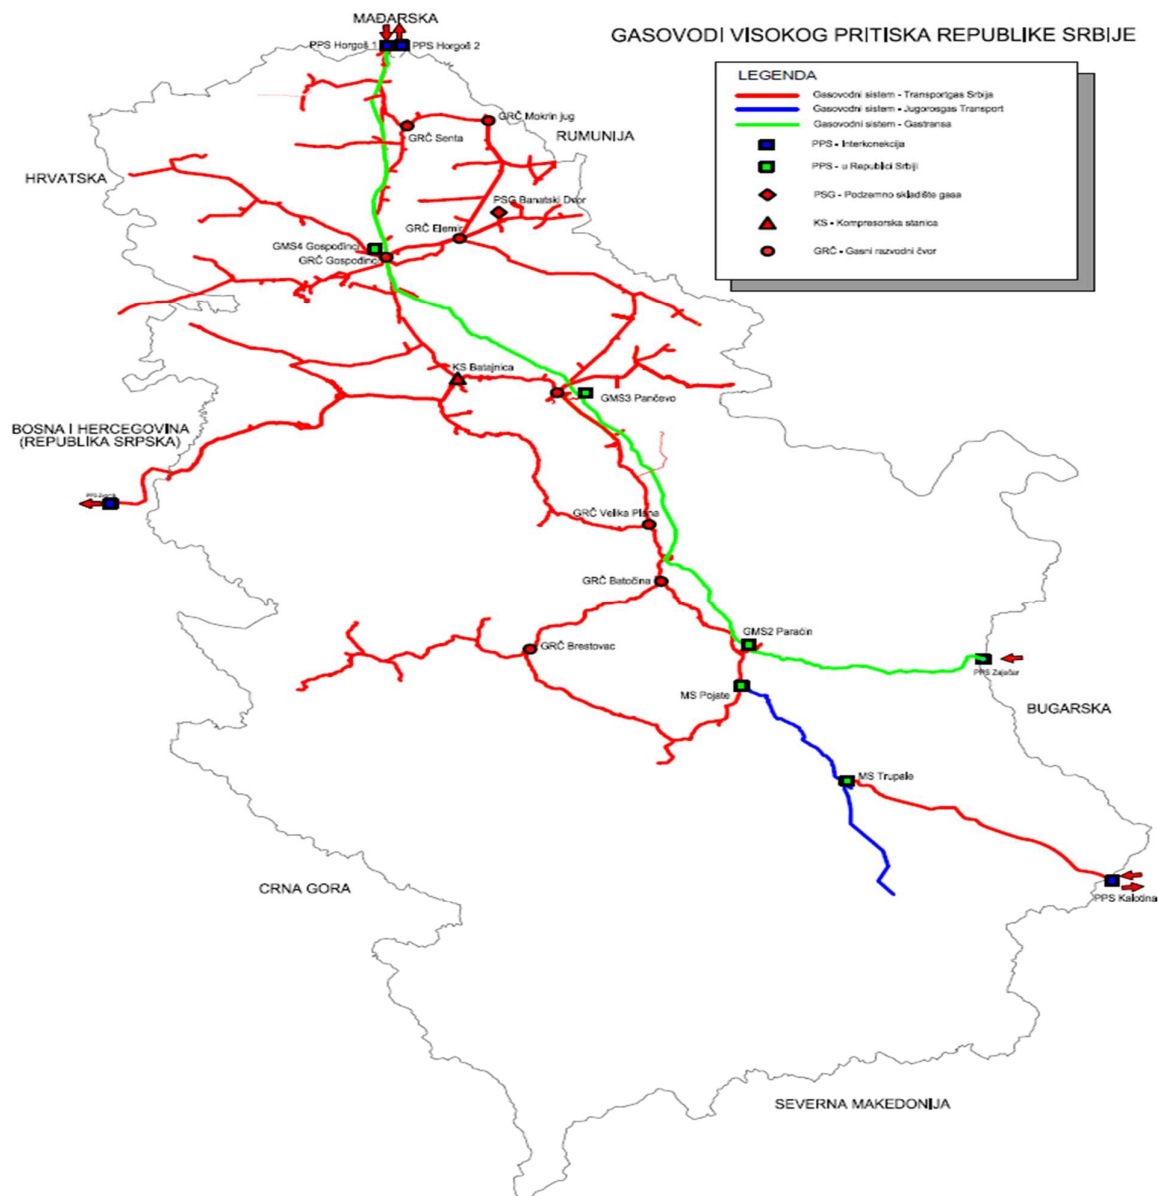 MAĐARSKA
GASOVODI VISOKOG PRITISKA REPUBLIKE SRBIJE
PPS Horgoš 1
PPS Horgoš 2
LEGENDA
Gasovodni sistem - Transportgas Srbija
Gasovodni sistem - Jugorosgas Transport
Gasovodni sistem - Gastransa
PPS - Interkonekcija
PPS - u Republici Srbiji
PSG - Podzemno skladište gasa
KS - Kompresorska stanica
GRČ - Gasni razvodni čvor
GRČ Mokrin jug
GRČ Senta
RUMUNIJA
HRVATSKA
PSG Banatski Dvor
GRČ Elemir
GMS4 Gospođinci
GRČ Gospođinci
KS Batajnica
GMS3 Pančevo
BOSNA I HERCEGOVINA
(REPUBLIKA SRPSKA)
GRČ Velika Plana
GRČ Batočina
GMS2 Paraćin
GRČ Brestovac
PPS Zaječar
MS Pojate
BUGARSKA
MS Trupale
CRNA GORA
PPS Kalotina
SEVERNA MAKEDONIJA